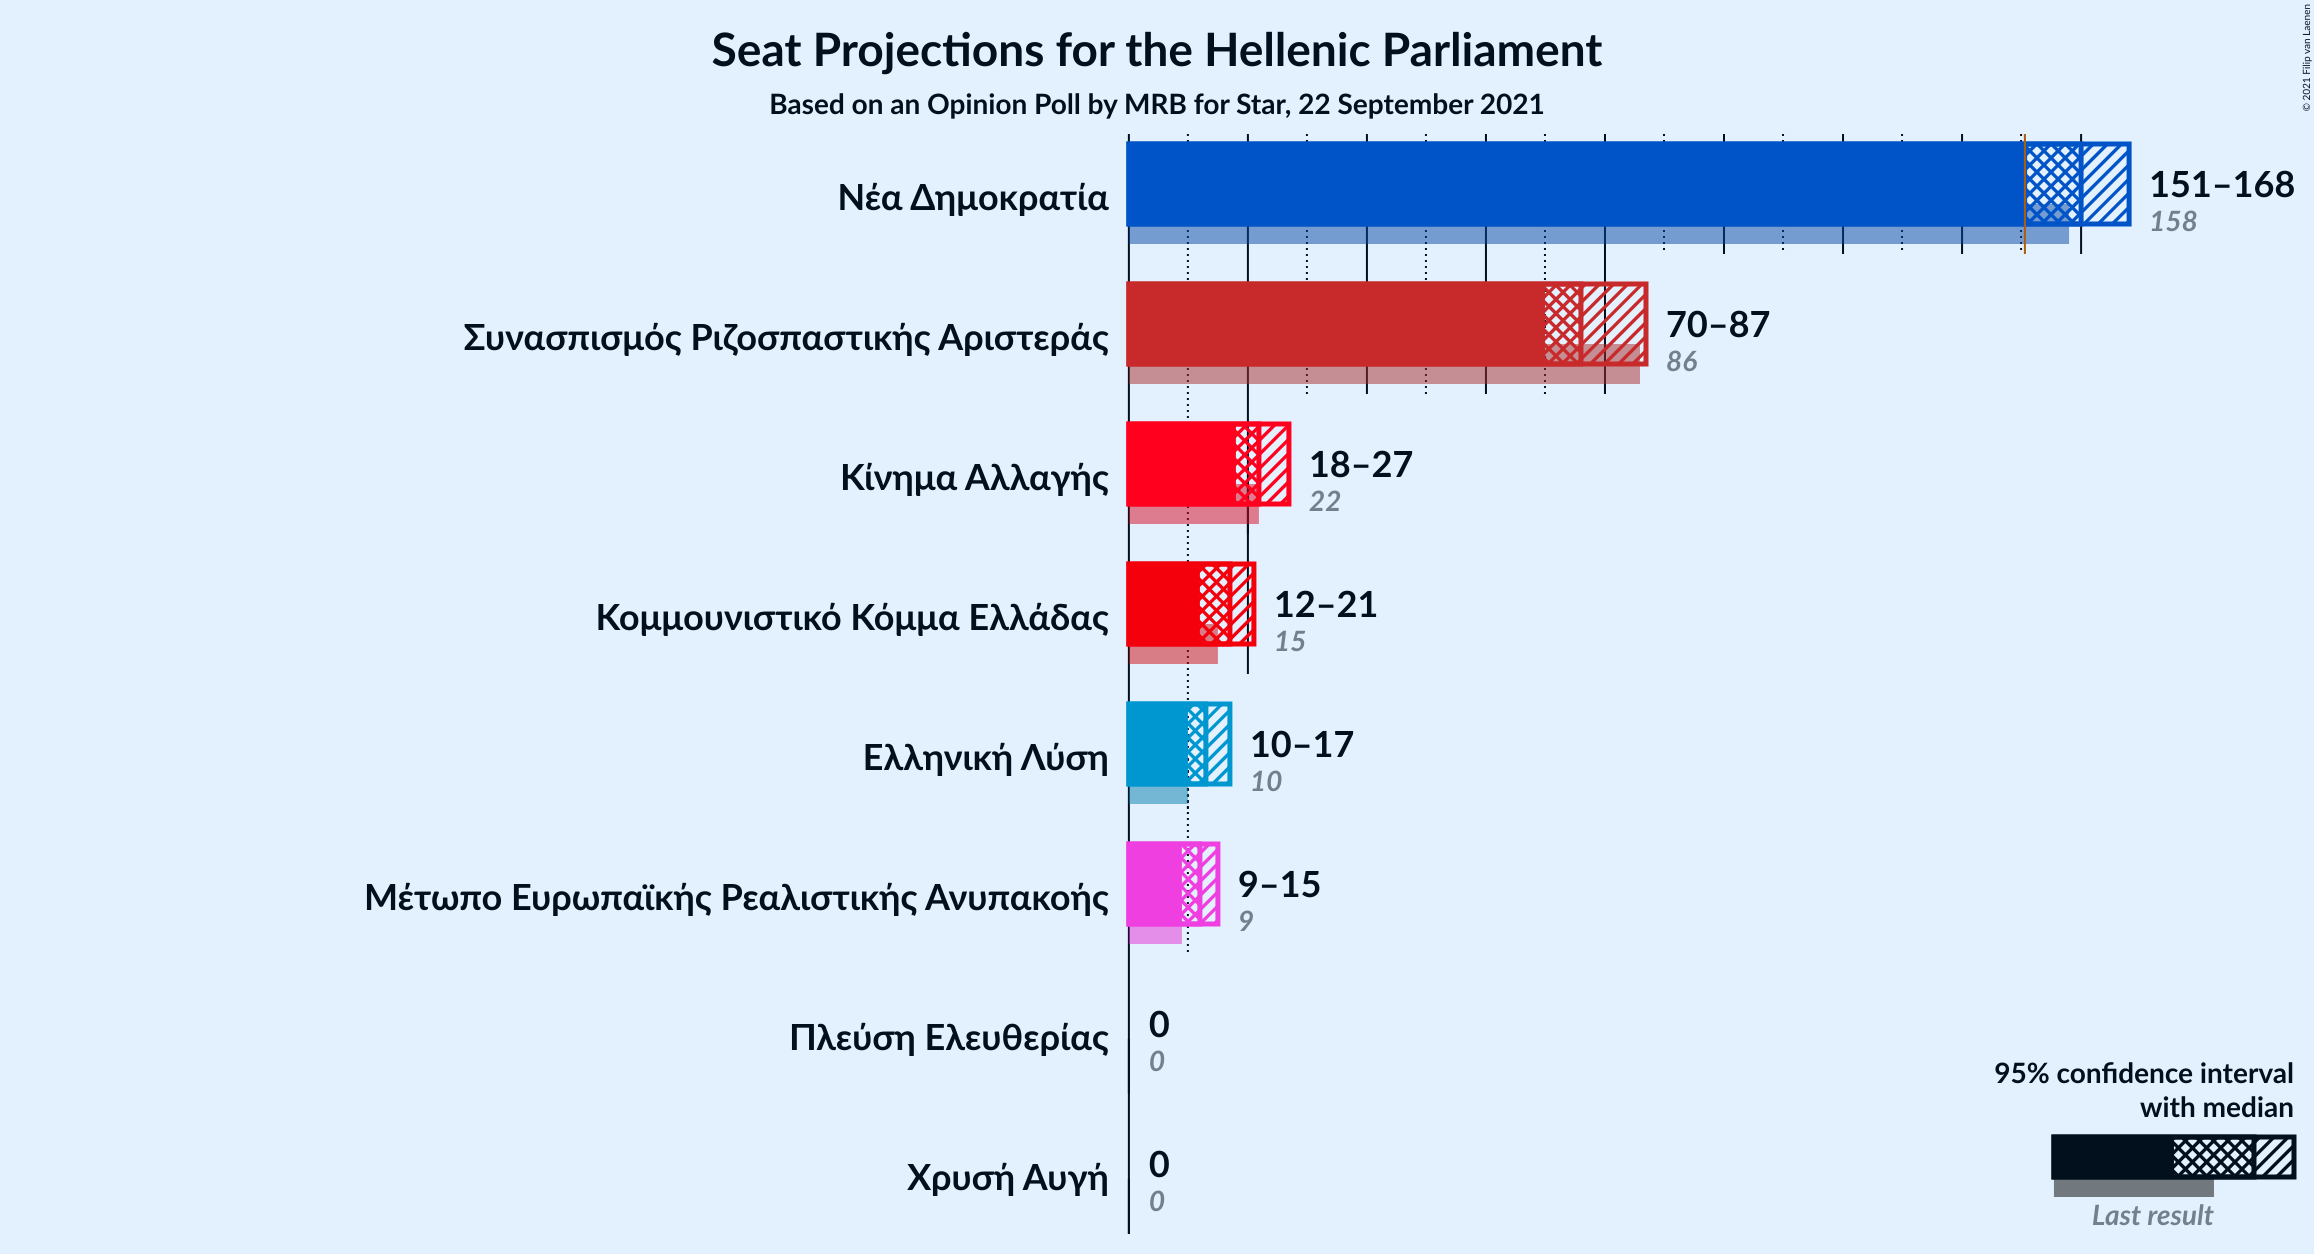 Seat Projections for the Hellenic Parliament
Based on an Opinion Poll by MRB for Star, 22 September 2021
© 2021 Filip van Laenen
Νέα Δημοκρατία
151–168
158
Συνασπισμός Ριζοσπαστικής Αριστεράς
70–87
86
Κίνημα Αλλαγής
18–27
22
Κομμουνιστικό Κόμμα Ελλάδας
12–21
15
Ελληνική Λύση
10–17
10
Μέτωπο Ευρωπαϊκής Ρεαλιστικής Ανυπακοής
9–15
9
Πλεύση Ελευθερίας
0
0
Χρυσή Αυγή
0
0
95% confidence interval
with median
Last result